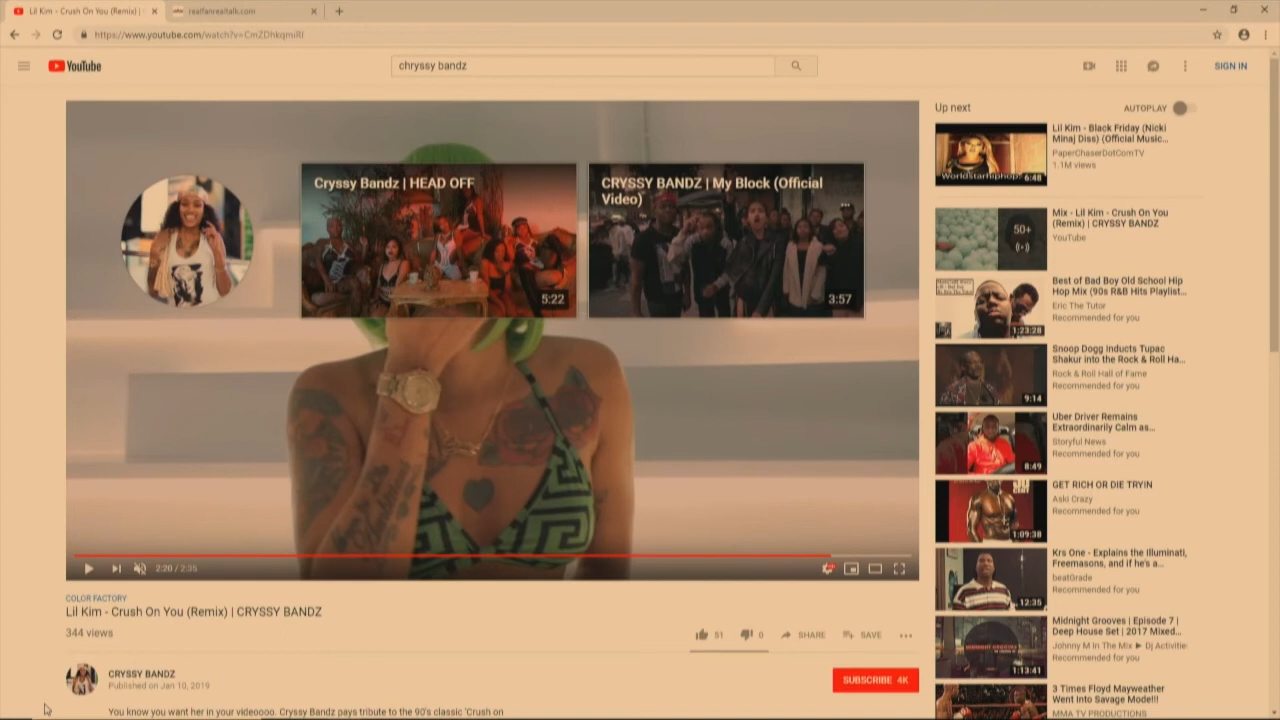 Lil Kim - Crush On You (Remix) |
realfanrealtalk.com
https://www.youtube.com/watch?v=CmZDhkqmiRI
YouTube
chryssy bandz
SIGN IN
Cryssy Bandz | HEAD OFF
5:22
CRYSSY BANDZ | My Block (Official
Video)
3:57
2:20 / 2:35
COLOR FACTORY
Lil Kim - Crush On You (Remix) | CRYSSY BANDZ
344 views
51
0
SHARE
SAVE
CRYSSY BANDZ
Published on Jan 10, 2019
SUBSCRIBE 4K
You know you want her in your videoooo. Cryssy Bandz pays tribute to the 90's classic 'Crush on
Up next
AUTOPLAY
WorldStarHipHop
6:48
Lil Kim - Black Friday (Nicki
Minaj Diss) (Official Music...
PaperChaserDotComTV
1.1M views
50+
Mix - Lil Kim - Crush On You
(Remix) | CRYSSY BANDZ
YouTube
1:23:28
Best of Bad Boy Old School Hip
Hop Mix (90s R&B Hits Playlist...
Eric The Tutor
Recommended for you
9:14
Snoop Dogg Inducts Tupac
Shakur into the Rock & Roll Ha...
Rock & Roll Hall of Fame
Recommended for you
8:49
Uber Driver Remains
Extraordinarily Calm as...
Storyful News
Recommended for you
1:09:38
GET RICH OR DIE TRYIN
Aski Crazy
Recommended for you
12:35
Krs One - Explains the Illuminati,
Freemasons, and if he's a...
beatGrade
Recommended for you
MIDNIGHT GROOVES
1:13:41
Midnight Grooves | Episode 7 |
Deep House Set | 2017 Mixed...
Johnny M In The Mix ► Dj Activitie
Recommended for you
3 Times Floyd Mayweather
Went Into Savage Mode!!!
MMA TV PRODUCTIONS